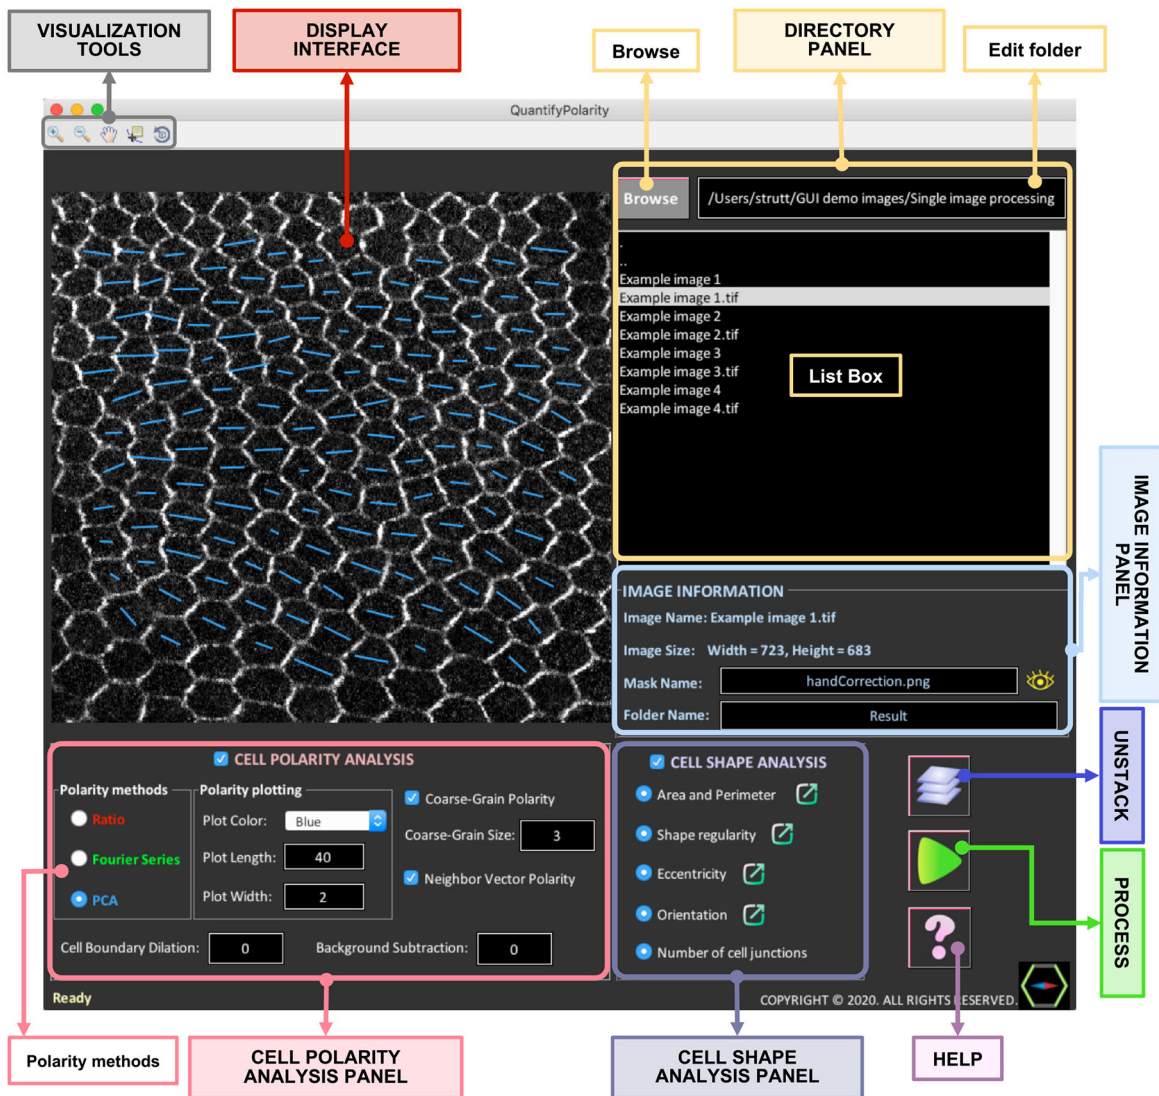 VISUALIZATION
TOOLS
DISPLAY
INTERFACE
Browse
DIRECTORY
PANEL
Edit folder
QuantifyPolarity
Browse
/Users/strutt/GUI demo images/Single image processing
.
..
Example image 1
Example image 1.tif
Example image 2
Example image 2.tif
Example image 3
Example image 3.tif
Example image 4
Example image 4.tif
List Box
IMAGE INFORMATION
PANEL
IMAGE INFORMATION
Image Name: Example image 1.tif
Image Size: Width = 723, Height = 683
Mask Name: handCorrection.png
Folder Name: Result
UNSTACK
PROCESS
CELL POLARITY ANALYSIS
Polarity methods
Ratio
Fourier Series
PCA
Polarity plotting
Plot Color: Blue
Plot Length: 40
Plot Width: 2
Coarse-Grain Polarity
Coarse-Grain Size: 3
Neighbor Vector Polarity
Cell Boundary Dilation: 0
Background Subtraction: 0
CELL SHAPE ANALYSIS
Area and Perimeter
Shape regularity
Eccentricity
Orientation
Number of cell junctions
?
Ready
COPYRIGHT © 2020. ALL RIGHTS RESERVED.
Polarity methods
CELL POLARITY
ANALYSIS PANEL
CELL SHAPE
ANALYSIS PANEL
HELP